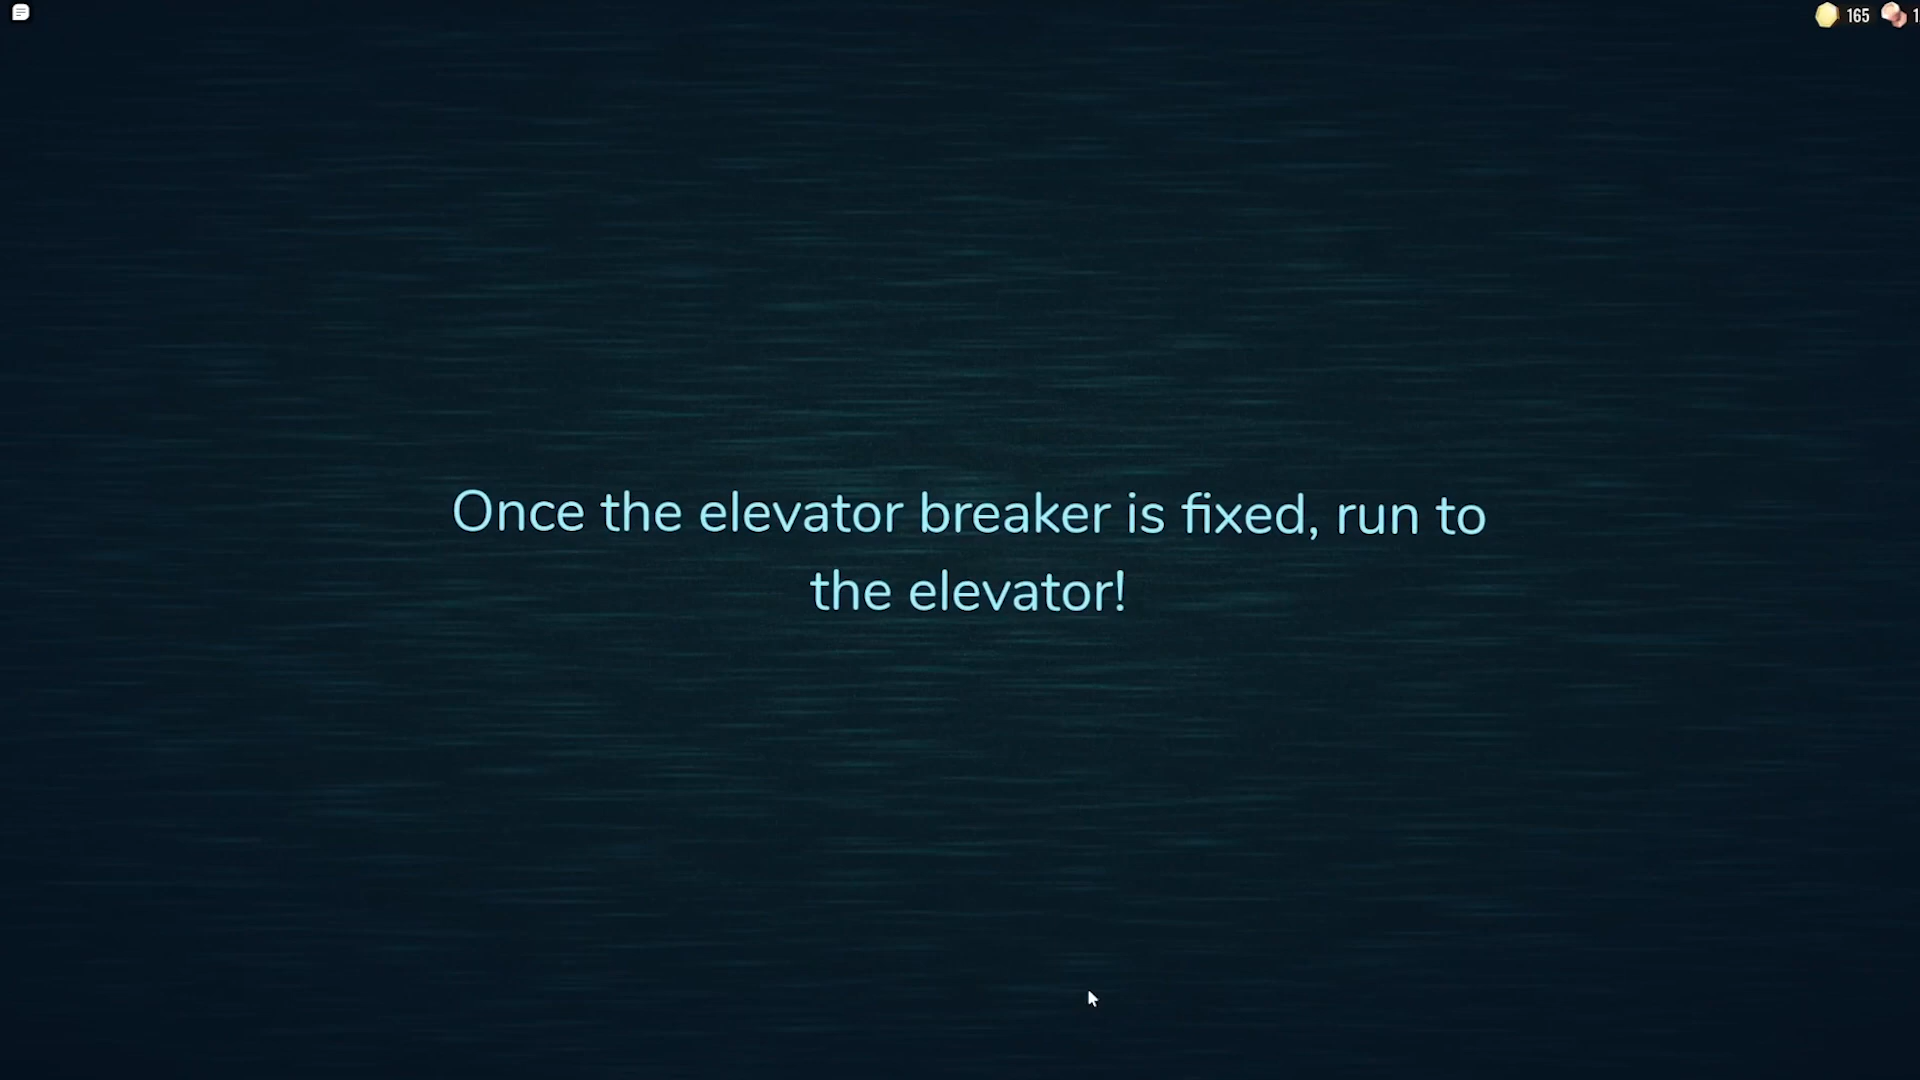 165
Once the elevator breaker is fixed, run to
the elevator!